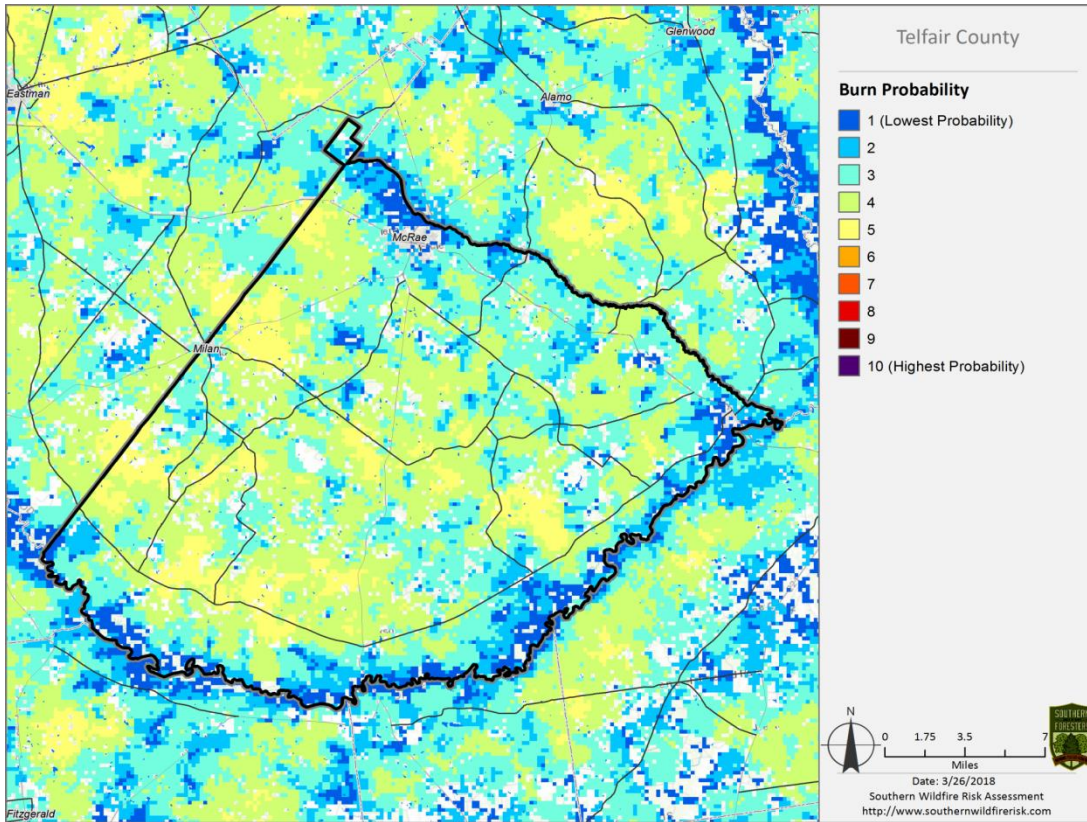 Glenwood
Eastman
Alamo
McRae
Milan
Fitzgerald
Telfair County
Burn Probability
1 (Lowest Probability)
2
3
4
5
6
7
8
9
10 (Highest Probability)
N
0 1.75 3.5 7
Miles
SOUTHERN
FORESTERS
Date: 3/26/2018
Southern Wildfire Risk Assessment
http://www.southernwildfirerisk.com